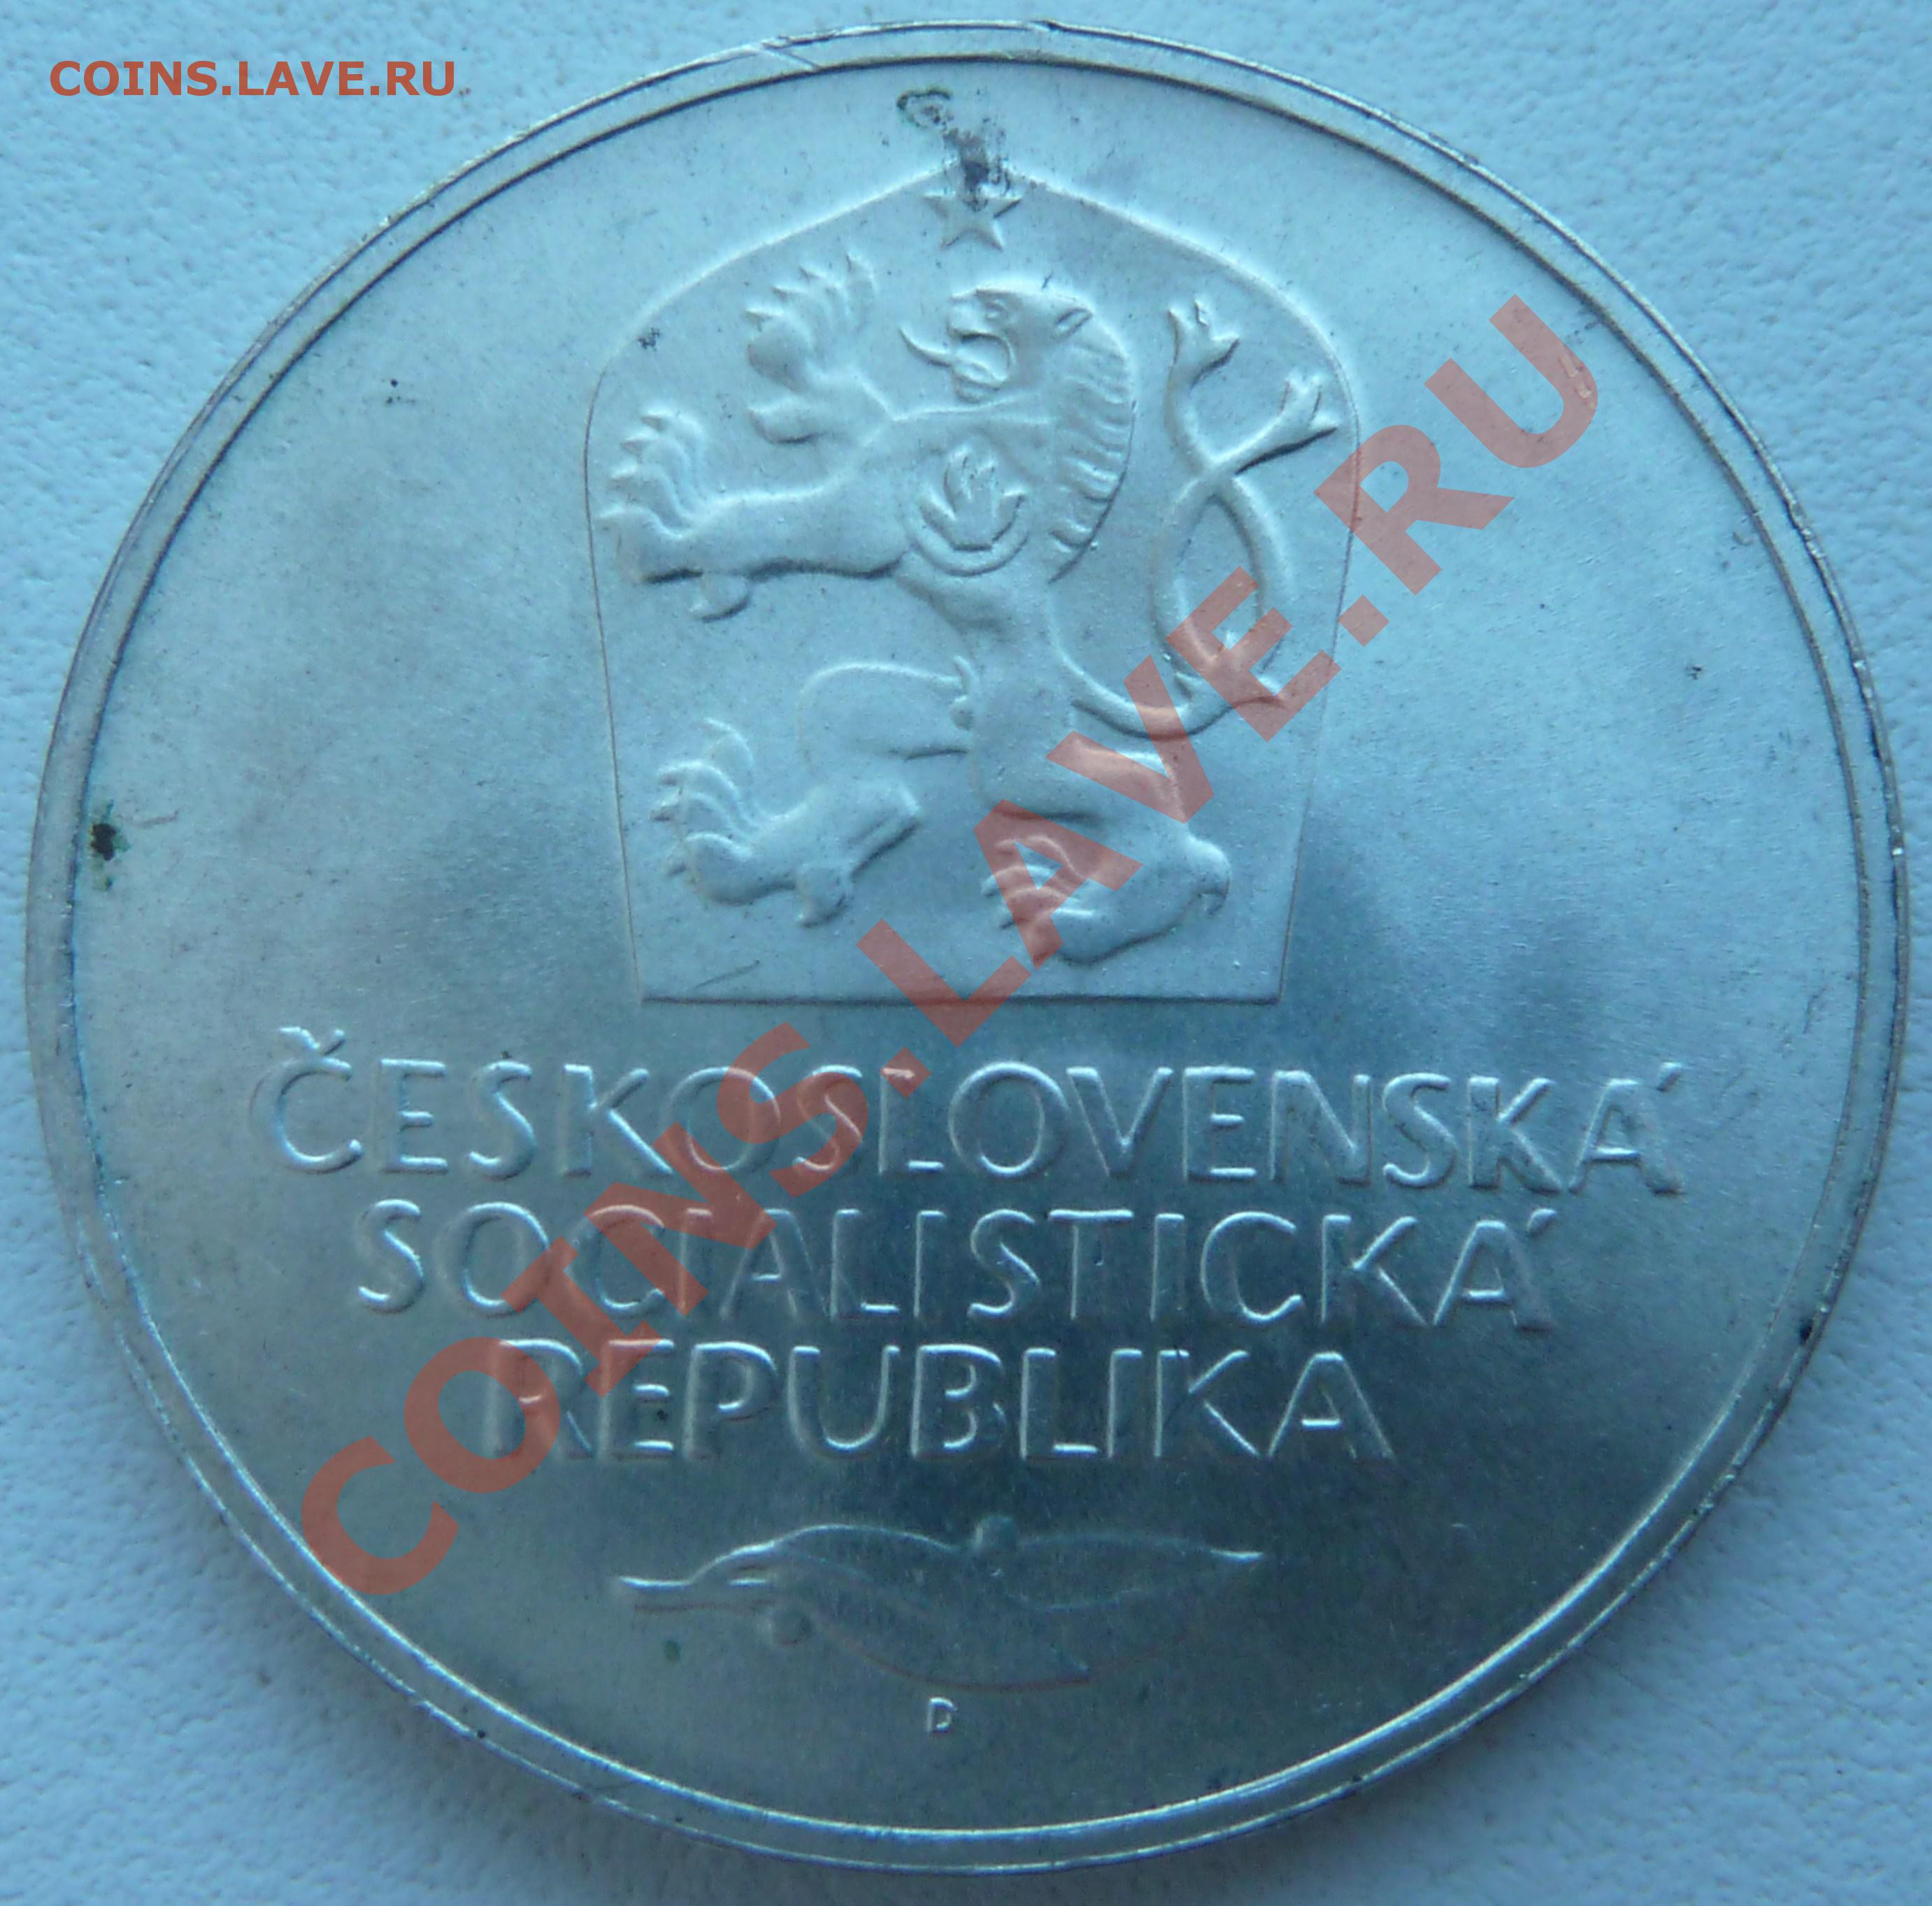 COINS.LAVE.RU
COINS.LAVE.RU
ČESKOSLOVENSKÁ
SOCIALISTICKÁ
REPUBLIKA
D